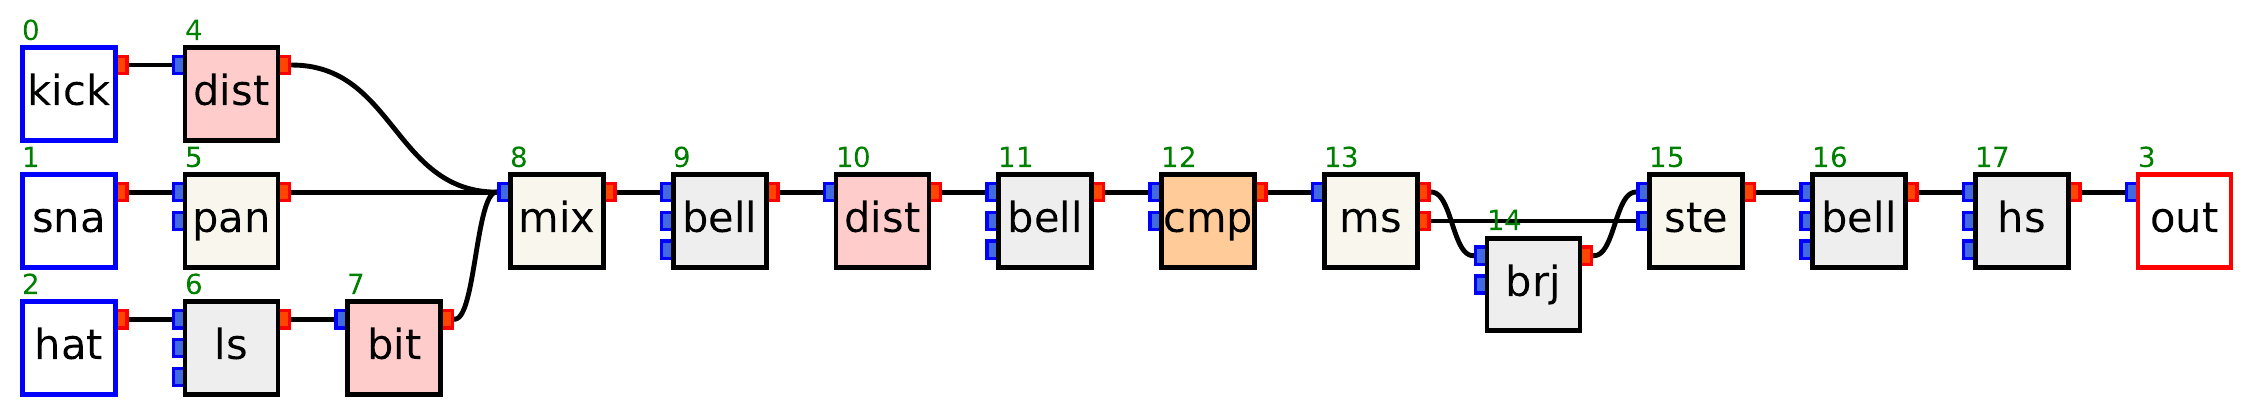 0
kick
4
dist
1
sna
5
pan
2
hat
6
ls
7
bit
8
mix
9
bell
10
dist
11
bell
12
cmp
13
ms
14
brj
15
ste
16
bell
17
hs
3
out